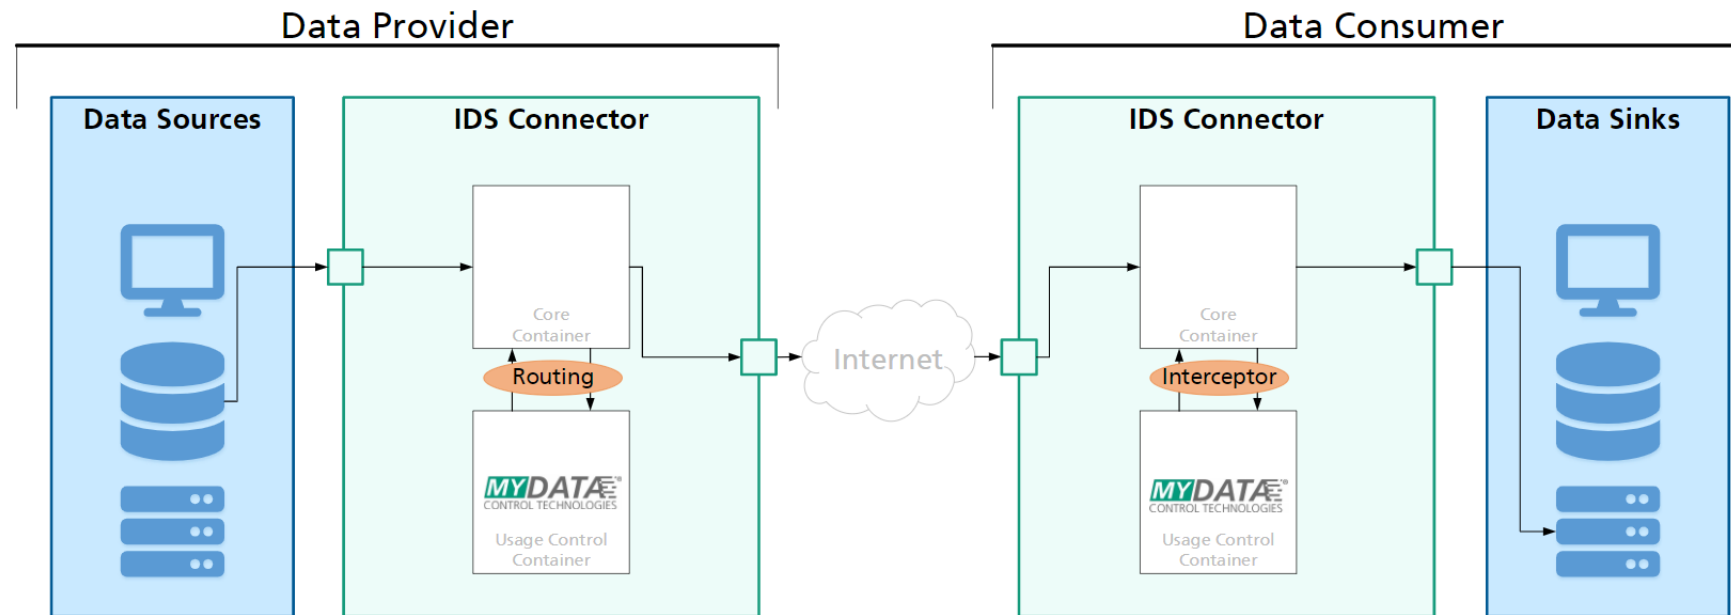 Data Provider
Data Consumer
Data Sources
IDS Connector
IDS Connector
Data Sinks
Core
Container
Core
Container
Internet
Routing
Interceptor
MYDATA®
CONTROL TECHNOLOGIES
MYDATA®
CONTROL TECHNOLOGIES
Usage Control
Container
Usage Control
Container